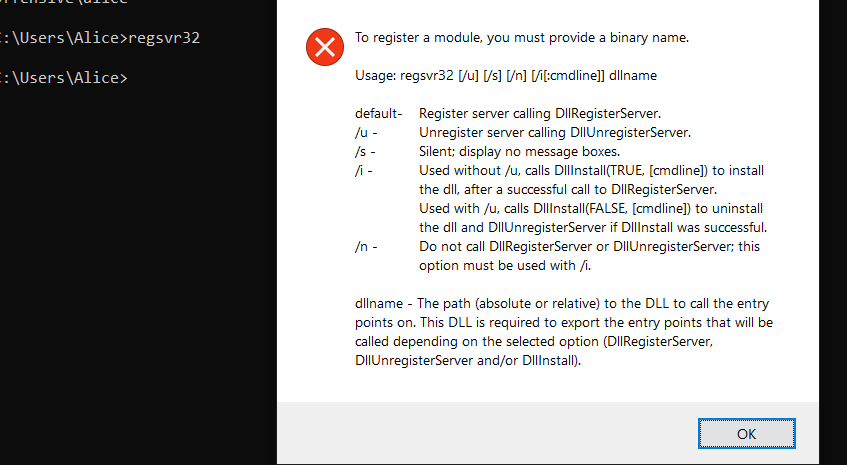 :\Users\Alice>regsvr32
:\Users\Alice>
To register a module, you must provide a binary name.
Usage: regsvr32 [/u] [/s] [/n] [/i[:cmdline]] dllname
default- Register server calling DllRegisterServer.
/u - Unregister server calling DllUnregisterServer.
/s - Silent; display no message boxes.
/i - Used without /u, calls DllInstall(TRUE, [cmdline]) to install
the dll, after a successful call to DllRegisterServer.
Used with /u, calls DllInstall(FALSE, [cmdline]) to uninstall
the dll and DllUnregisterServer if DllInstall was successful.
/n - Do not call DllRegisterServer or DllUnregisterServer; this
option must be used with /i.
dllname - The path (absolute or relative) to the DLL to call the entry
points on. This DLL is required to export the entry points that will be
called depending on the selected option (DllRegisterServer,
DllUnregisterServer and/or DllInstall).
OK